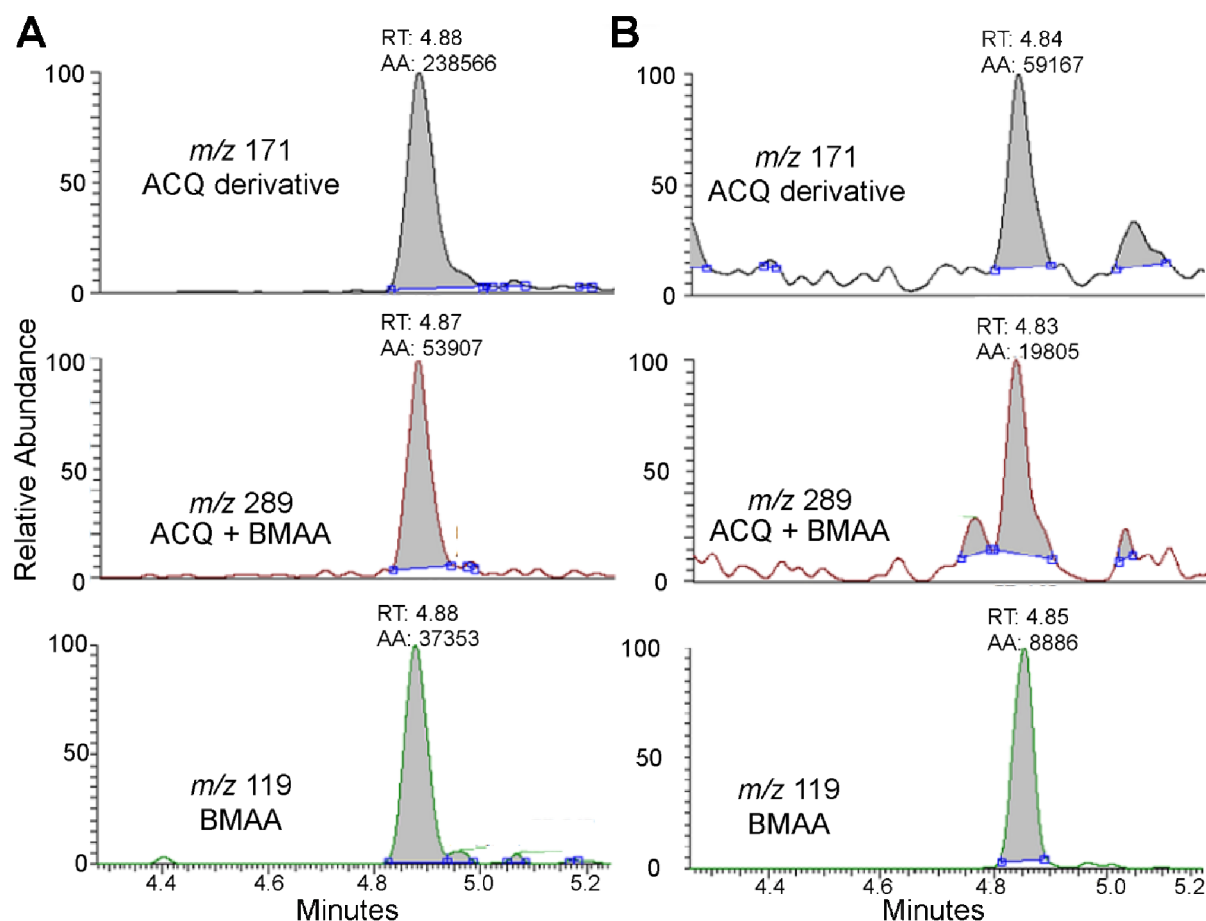 A
RT: 4.88
AA: 238566
100
50
0
m/z 171
ACQ derivative
RT: 4.87
AA: 53907
100
50
0
m/z 289
ACQ + BMAA
RT: 4.88
AA: 37353
100
50
0
m/z 119
BMAA
4.4
4.6
4.8
5.0
5.2
Minutes
Relative Abundance
B
RT: 4.84
AA: 59167
100
50
0
m/z 171
ACQ derivative
RT: 4.83
AA: 19805
100
50
0
m/z 289
ACQ + BMAA
RT: 4.85
AA: 8886
100
50
0
m/z 119
BMAA
4.4
4.6
4.8
5.0
5.2
Minutes